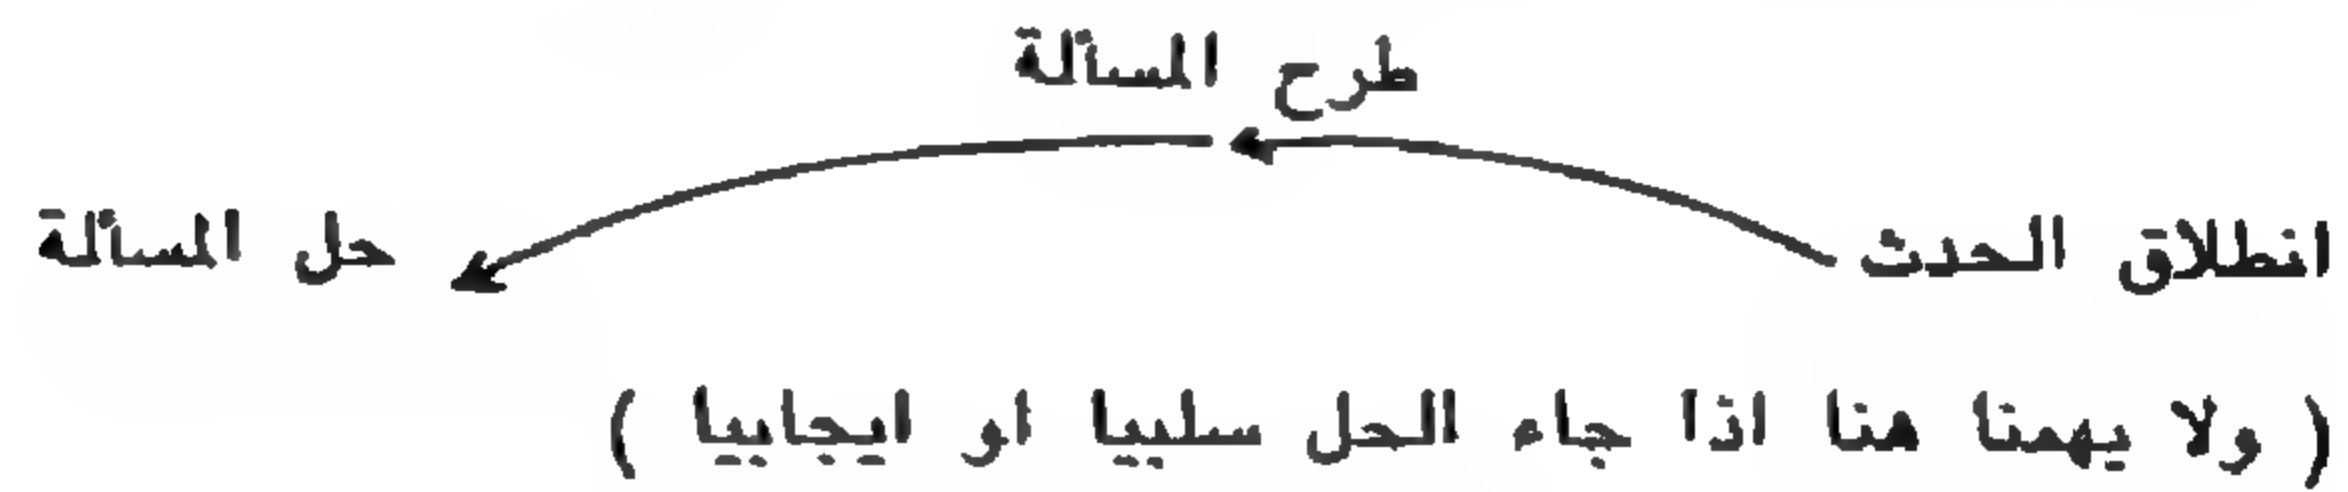 طرح المسألة
انطلاق الحدث
حل المسألة
( ولا يهمنا هنا اذا جاء الحل سلبيا او ايجابيا )